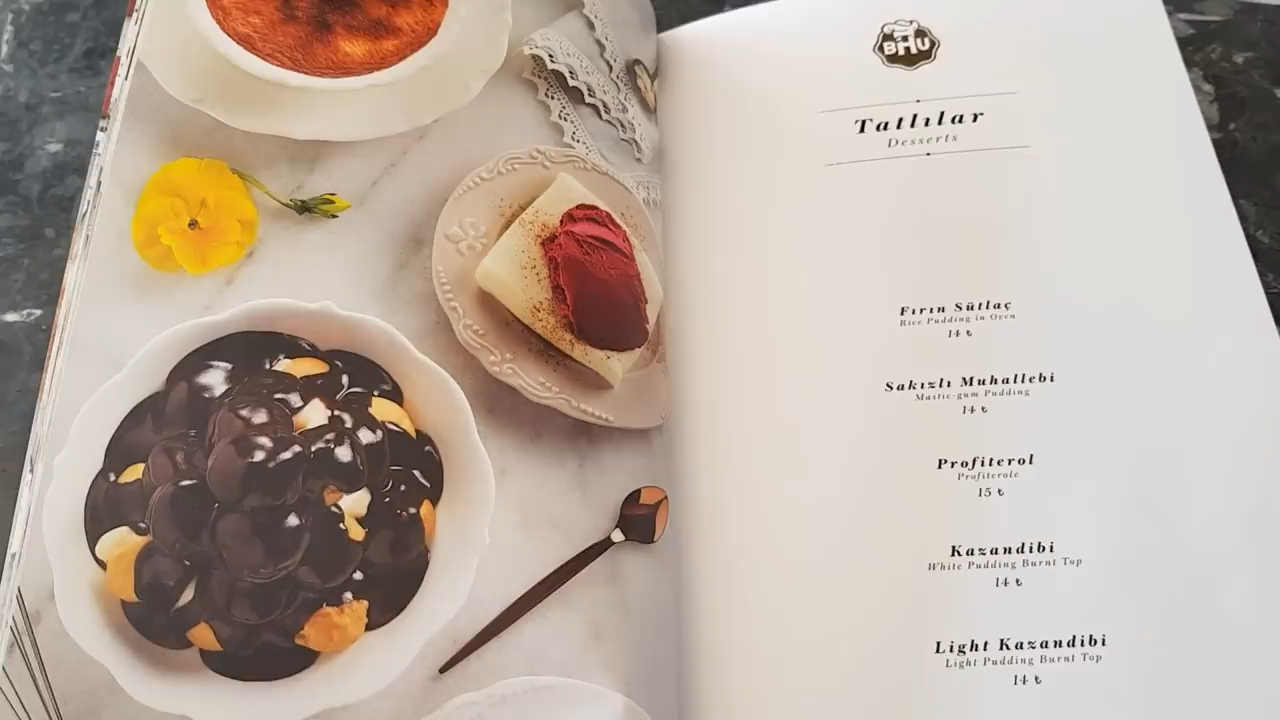 BHU
Tatlılar
Desserts
Fırın Sütlaç
Rice Pudding in Oven
14 ₺
Sakızlı Muhallebi
Mastic-gum Pudding
14 ₺
Profiterol
Profiterole
15 ₺
Kazandibi
White Pudding Burnt Top
14 ₺
Light Kazandibi
Light Pudding Burnt Top
14 ₺